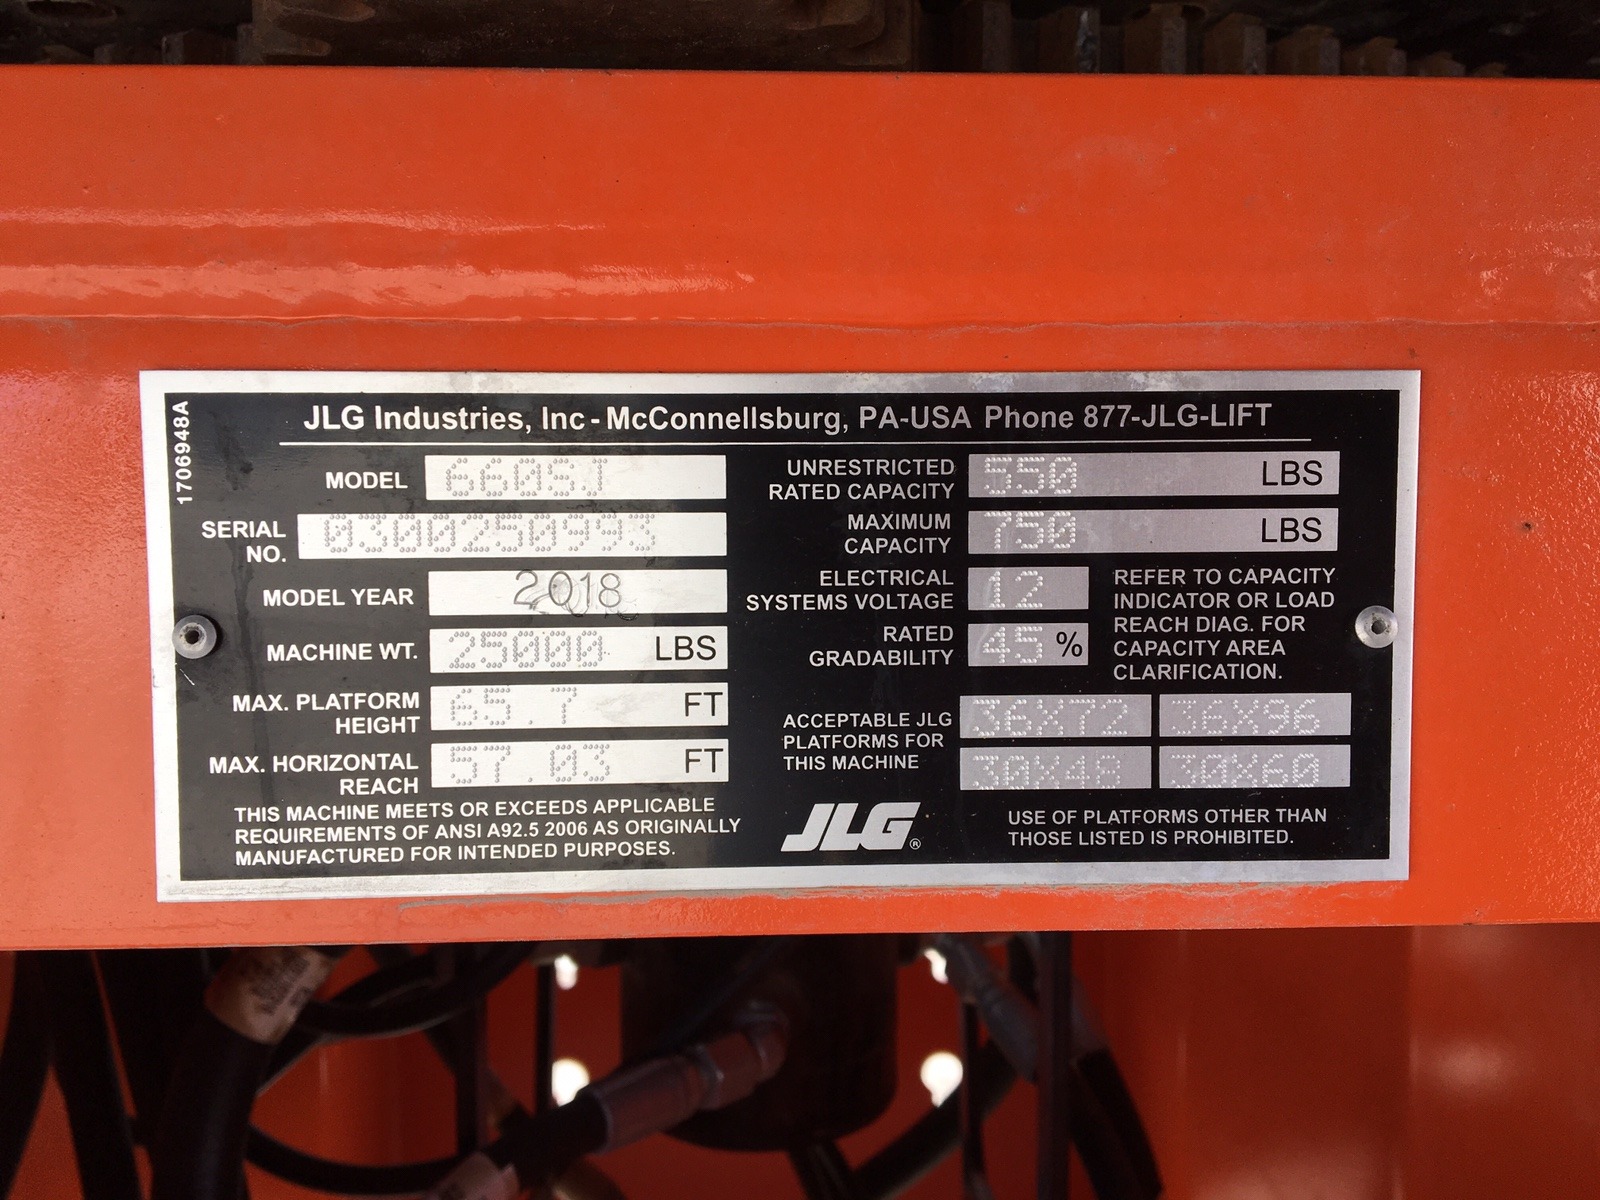 1706948A
JLG Industries, Inc - McConnellsburg, PA-USA Phone 877-JLG-LIFT
MODEL 660SJ
SERIAL NO. 0300250993
MODEL YEAR 2018
MACHINE WT. 25000 LBS
MAX. PLATFORM HEIGHT 65.7 FT
MAX. HORIZONTAL REACH 57.03 FT
THIS MACHINE MEETS OR EXCEEDS APPLICABLE
REQUIREMENTS OF ANSI A92.5 2006 AS ORIGINALLY
MANUFACTURED FOR INTENDED PURPOSES.
UNRESTRICTED RATED CAPACITY 550 LBS
MAXIMUM CAPACITY 750 LBS
ELECTRICAL SYSTEMS VOLTAGE 12
RATED GRADABILITY 45 %
REFER TO CAPACITY
INDICATOR OR LOAD
REACH DIAG. FOR
CAPACITY AREA
CLARIFICATION.
ACCEPTABLE JLG
PLATFORMS FOR
THIS MACHINE
36X72 36X96
30X48 30X60
JLG®
USE OF PLATFORMS OTHER THAN
THOSE LISTED IS PROHIBITED.